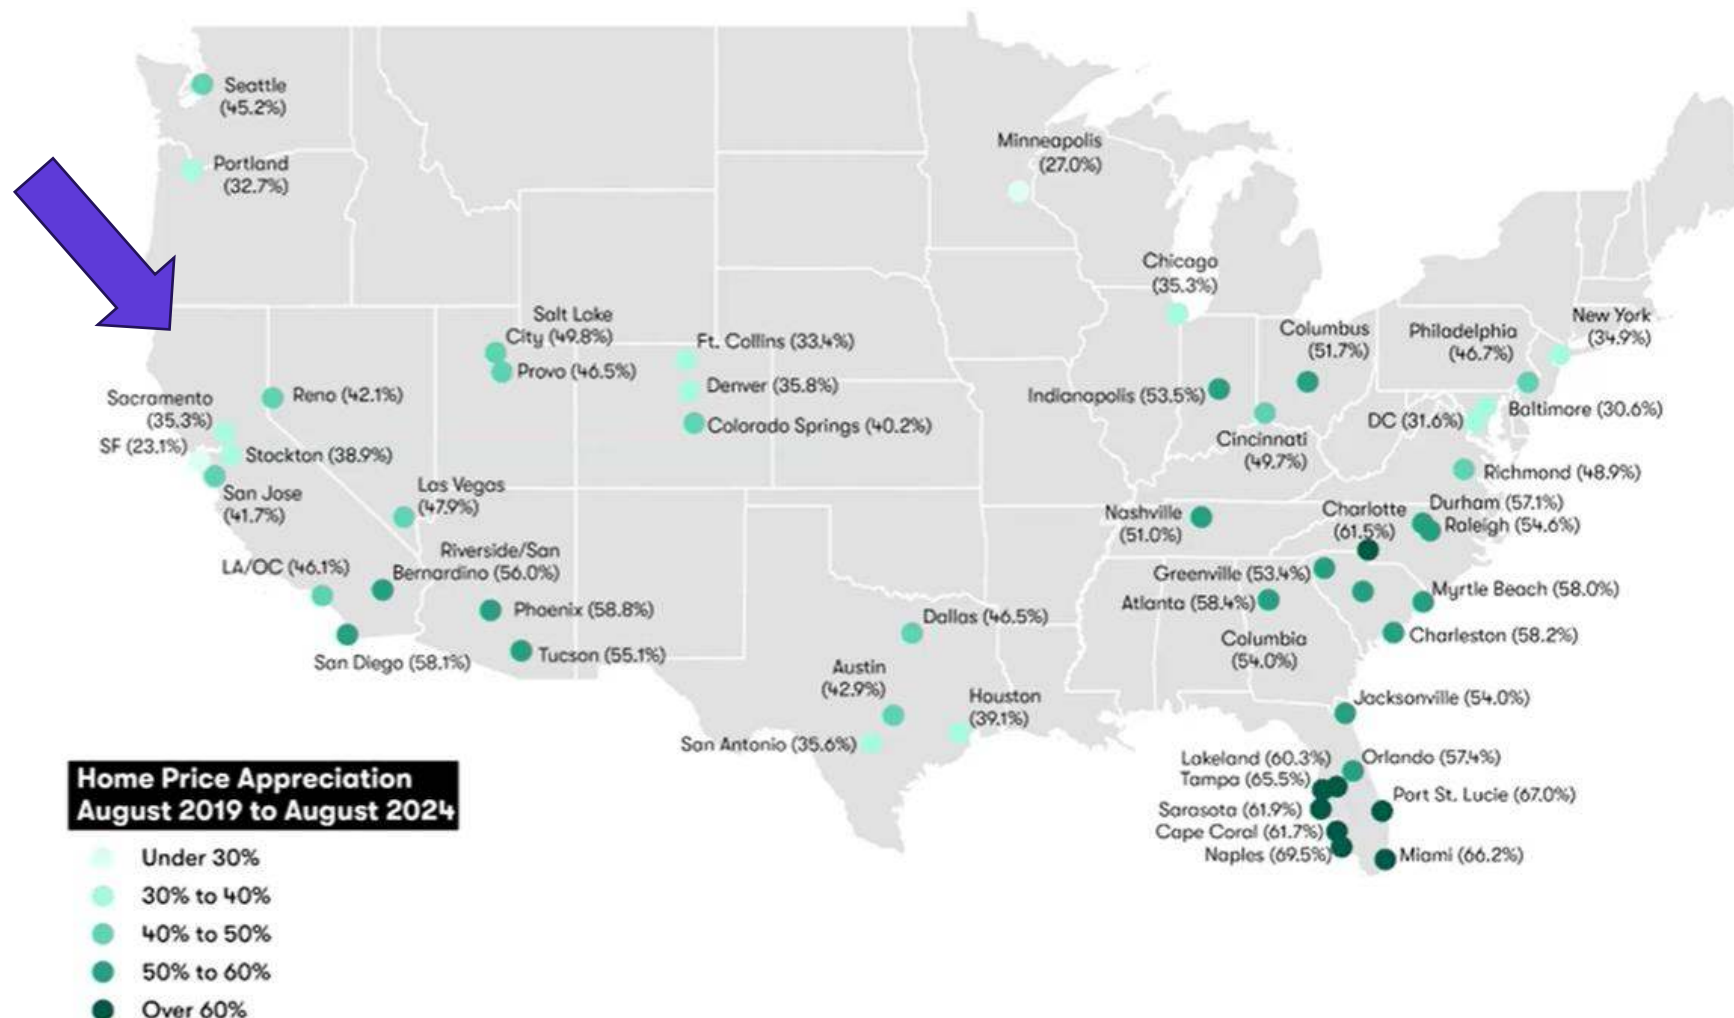 Seattle
(45.2%)
Portland
(32.7%)
Minneapolis
(27.0%)
Chicago
(35.3%)
New York
(34.9%)
Columbus
(51.7%)
Philadelphia
(46.7%)
Salt Lake
City (49.8%)
Provo (46.5%)
Ft. Collins (33.4%)
Denver (35.8%)
Colorado Springs (40.2%)
Reno (42.1%)
Sacramento
(35.3%)
SF (23.1%)
Stockton (38.9%)
San Jose
(41.7%)
Las Vegas
(47.9%)
Indianapolis (53.5%)
Cincinnati
(49.7%)
DC (31.6%)
Baltimore (30.6%)
Richmond (48.9%)
Nashville
(51.0%)
Charlotte
(61.5%)
Durham (57.1%)
Raleigh (54.6%)
LA/OC (46.1%)
Riverside/San
Bernardino (56.0%)
Phoenix (58.8%)
San Diego (58.1%)
Tucson (55.1%)
Greenville (53.4%)
Atlanta (58.4%)
Myrtle Beach (58.0%)
Columbia
(54.0%)
Charleston (58.2%)
Dallas (46.5%)
Austin
(42.9%)
Houston
(39.1%)
San Antonio (35.6%)
Jacksonville (54.0%)
Lakeland (60.3%)
Orlando (57.4%)
Tampa (65.5%)
Port St. Lucie (67.0%)
Sarasota (61.9%)
Cape Coral (61.7%)
Naples (69.5%)
Miami (66.2%)
Home Price Appreciation
August 2019 to August 2024
Under 30%
30% to 40%
40% to 50%
50% to 60%
Over 60%